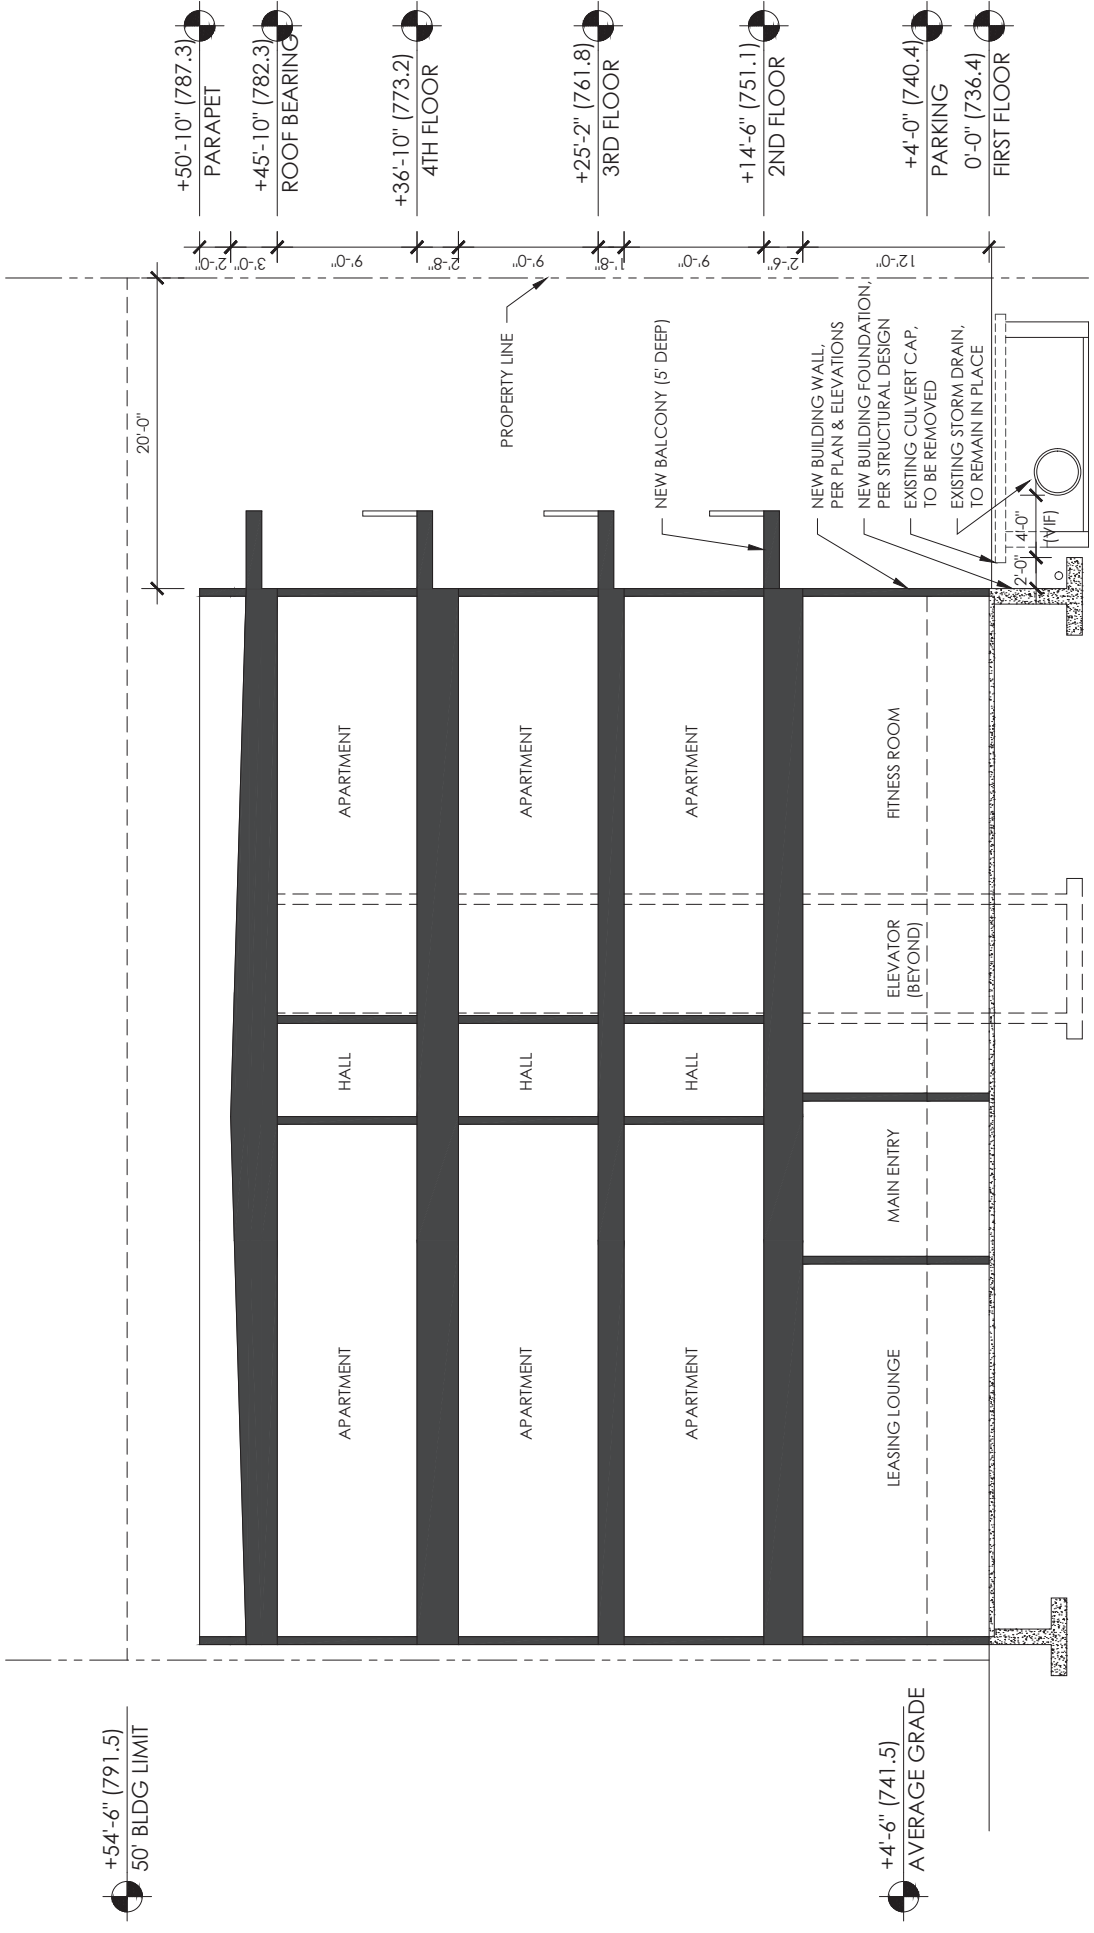 +54'-6" (791.5)
50' BLDG LIMIT
+4'-6" (741.5)
AVERAGE GRADE
20'-0"
+50'-10" (787.3)
PARAPET
+45'-10" (782.3)
ROOF BEARING
+36'-10" (773.2)
4TH FLOOR
+25'-2" (761.8)
3RD FLOOR
+14'-6" (751.1)
2ND FLOOR
+4'-0" (740.4)
PARKING
0'-0" (736.4)
FIRST FLOOR
2'-0"
3'-0"
9'-0"
2'-8"
9'-0"
1'-8"
9'-0"
2'-6"
12'-0"
PROPERTY LINE
NEW BALCONY (5' DEEP)
NEW BUILDING WALL,
PER PLAN & ELEVATIONS
NEW BUILDING FOUNDATION,
PER STRUCTURAL DESIGN
EXISTING CULVERT CAP,
TO BE REMOVED
EXISTING STORM DRAIN,
TO REMAIN IN PLACE
2'-0"
4'-0"
(VIF)
APARTMENT
HALL
APARTMENT
APARTMENT
HALL
APARTMENT
APARTMENT
HALL
APARTMENT
LEASING LOUNGE
MAIN ENTRY
ELEVATOR
(BEYOND)
FITNESS ROOM